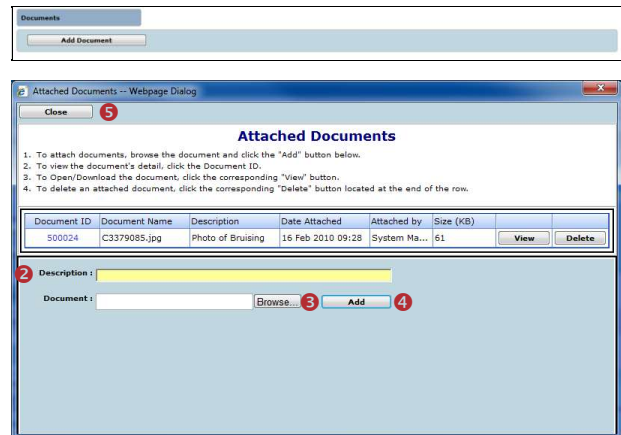 Documents
Add Document
Attached Documents -- Webpage Dialog
Close 5
Attached Documents
1. To attach documents, browse the document and click the "Add" button below.
2. To view the document's detail, click the Document ID.
3. To Open/Download the document, click the corresponding "View" button.
4. To delete an attached document, click the corresponding "Delete" button located at the end of the row.
Document ID Document Name Description Date Attached Attached by Size (KB)
500024 C3379085.jpg Photo of Bruising 16 Feb 2010 09:28 System Ma... 61 View Delete
2 Description :
Document : Browse... 3 Add 4